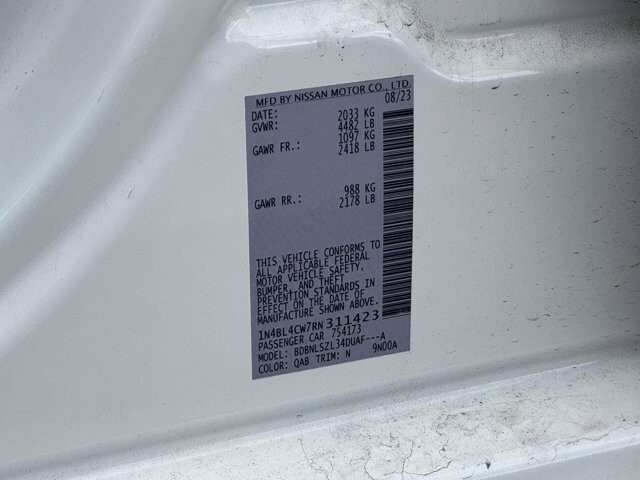 MFD BY NISSAN MOTOR CO., LTD.
DATE: 08/23
GVWR: 2033 KG
4482 LB
GAWR FR.: 1097 KG
2418 LB
GAWR RR.: 988 KG
2178 LB
THIS VEHICLE CONFORMS TO
ALL APPLICABLE FEDERAL
MOTOR VEHICLE SAFETY,
BUMPER, AND THEFT
PREVENTION STANDARDS IN
EFFECT ON THE DATE OF
MANUFACTURE SHOWN ABOVE.
1N4BL4CW7RN311423
PASSENGER CAR 754173
MODEL: BDBNLSZL34DUAF---A
COLOR: QAB TRIM: N 9N00A